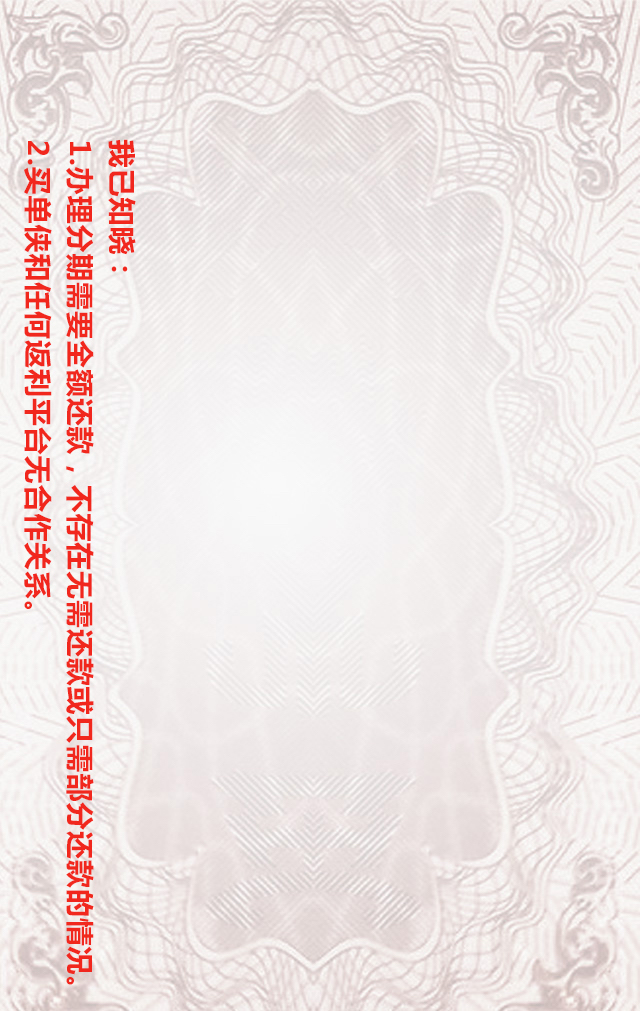 我已知晓：
1.办理分期需要全额还款，不存在无需还款或只需部分还款的情况。
2.买单侠和任何返利平台无合作关系。